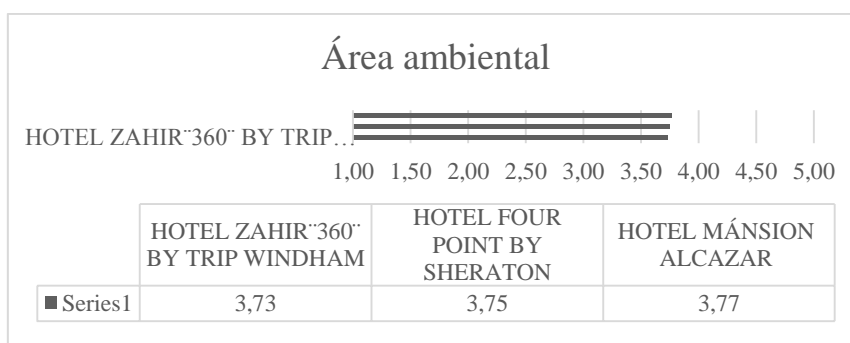 Área ambiental
HOTEL ZAHIR¨360¨ BY TRIP…
1,00 1,50 2,00 2,50 3,00 3,50 4,00 4,50 5,00
HOTEL ZAHIR¨360¨
BY TRIP WINDHAM
HOTEL FOUR
POINT BY
SHERATON
HOTEL MÁNSION
ALCAZAR
Series1 3,73 3,75 3,77